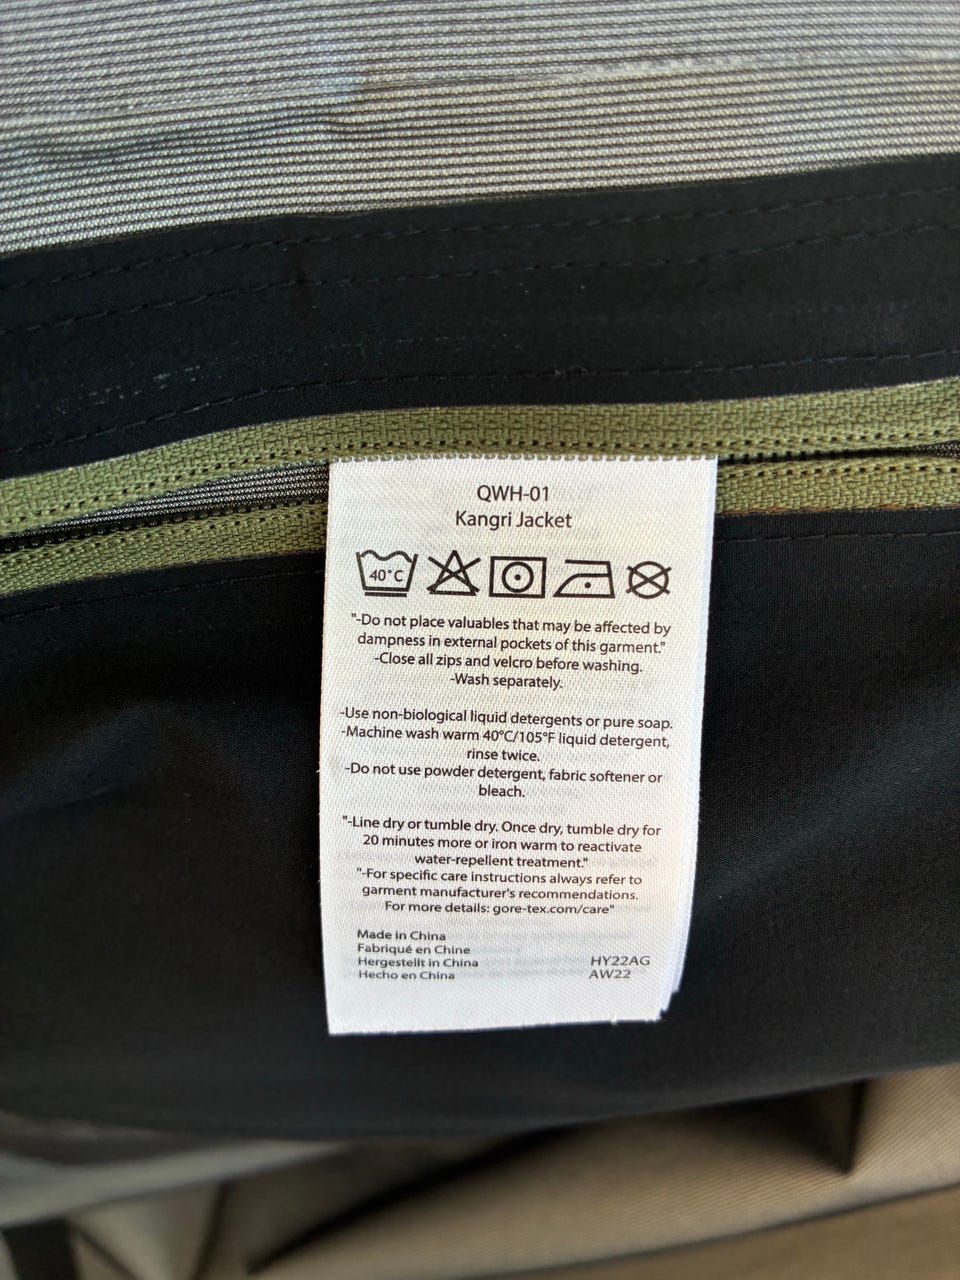 QWH-01
Kangri Jacket
40°C
"-Do not place valuables that may be affected by
dampness in external pockets of this garment."
-Close all zips and velcro before washing.
-Wash separately.
-Use non-biological liquid detergents or pure soap.
-Machine wash warm 40°C/105°F liquid detergent,
rinse twice.
-Do not use powder detergent, fabric softener or
bleach.
"-Line dry or tumble dry. Once dry, tumble dry for
20 minutes more or iron warm to reactivate
water-repellent treatment."
"-For specific care instructions always refer to
garment manufacturer's recommendations.
For more details: gore-tex.com/care"
Made in China
Fabriqué en Chine
Hergestellt in China
Hecho en China
HY22AG
AW22